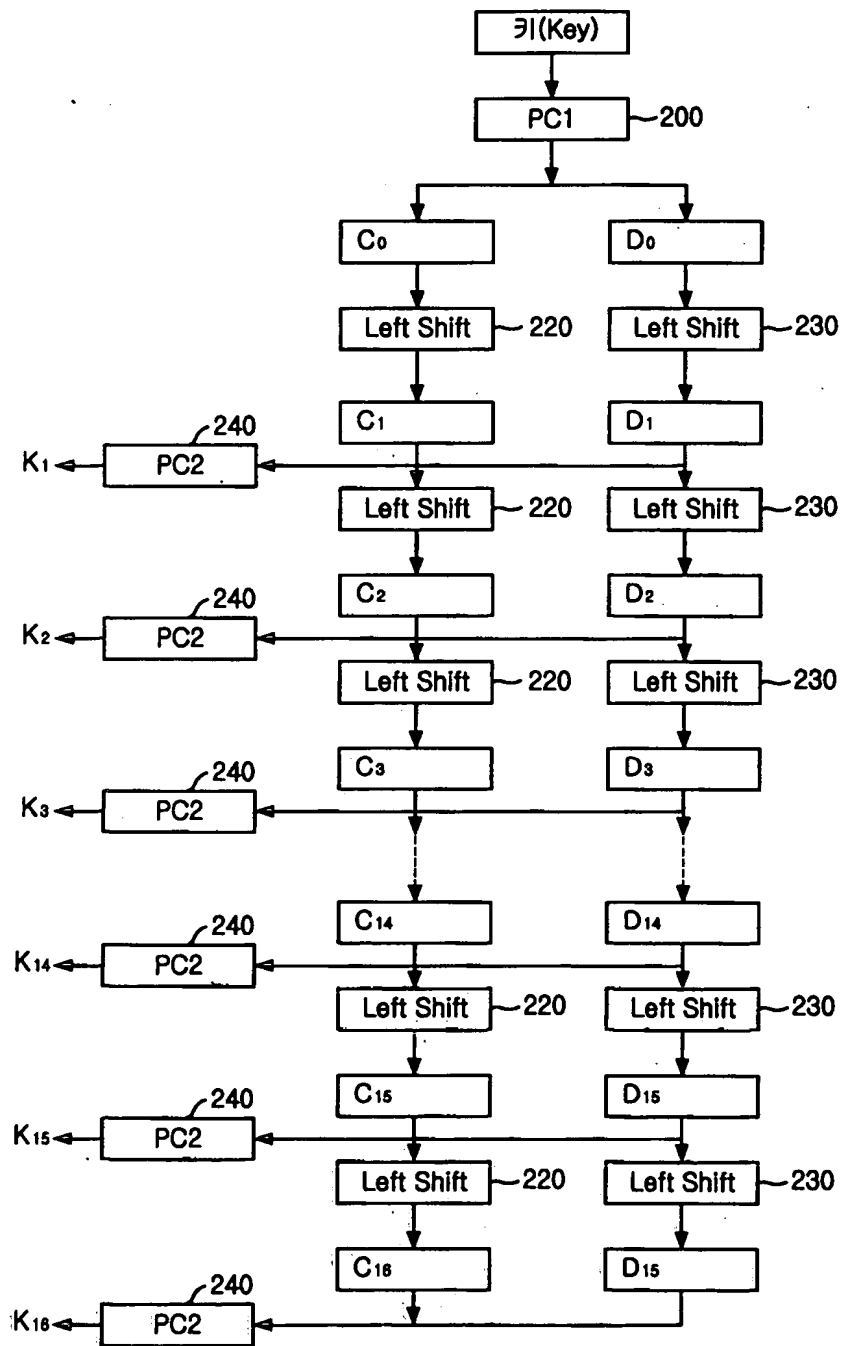 키(Key)
PC1 200
C0 D0
Left Shift 220 Left Shift 230
C1 D1
240
K1 PC2
Left Shift 220 Left Shift 230
C2 D2
240
K2 PC2
Left Shift 220 Left Shift 230
C3 D3
240
K3 PC2
C14 D14
240
K14 PC2
Left Shift 220 Left Shift 230
C15 D15
240
K15 PC2
Left Shift 220 Left Shift 230
C16 D15
240
K16 PC2